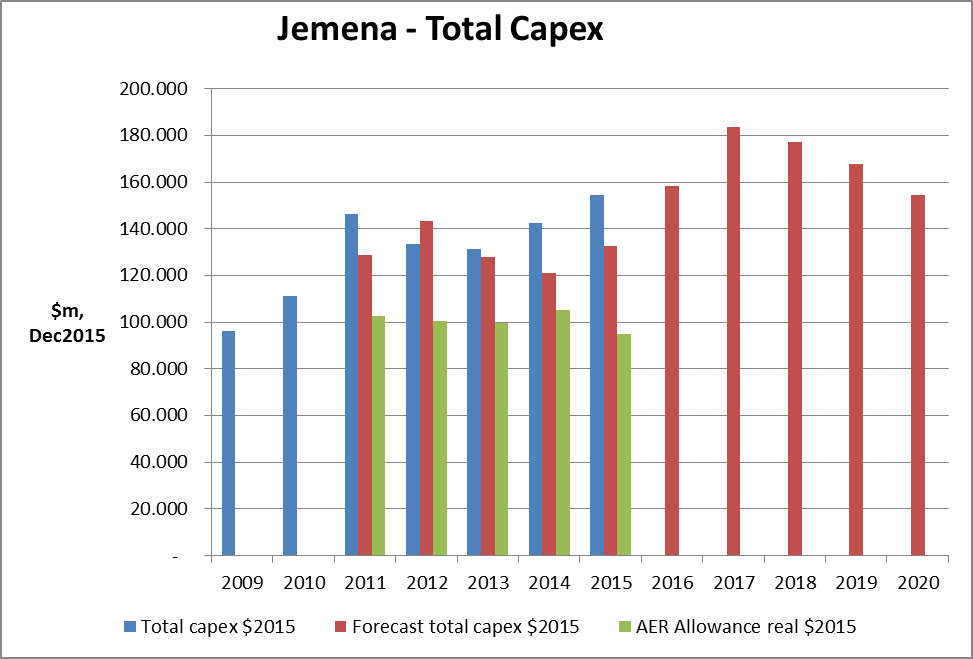 Jemena - Total Capex
200.000
180.000
160.000
140.000
120.000
100.000
80.000
60.000
40.000
20.000
-
$m,
Dec2015
2009 2010 2011 2012 2013 2014 2015 2016 2017 2018 2019 2020
Total capex $2015 Forecast total capex $2015 AER Allowance real $2015